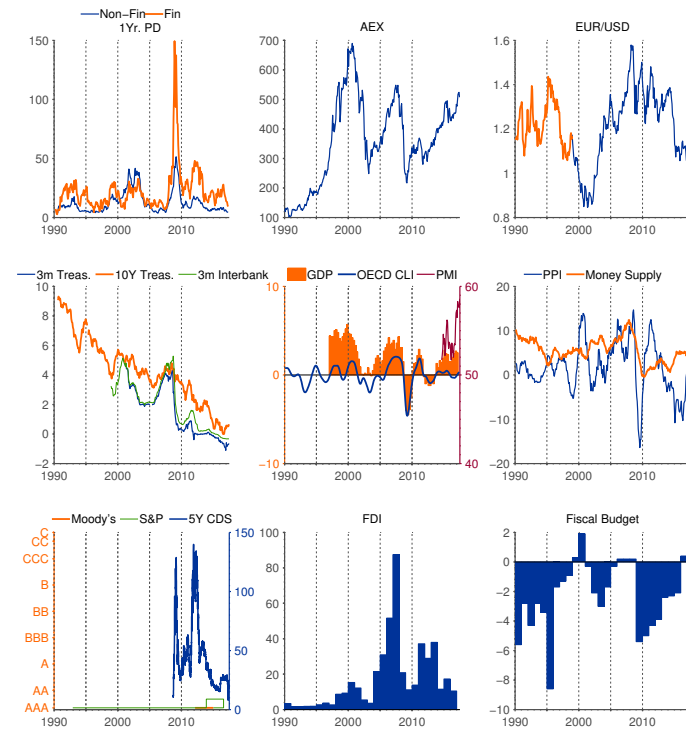 Non−Fin Fin
1Yr. PD
150
100
50
0
1990 2000 2010
AEX
700
600
500
400
300
200
100
1990 2000 2010
EUR/USD
1.6
1.4
1.2
1
0.8
1990 2000 2010
3m Treas. 10Y Treas. 3m Interbank
10
8
6
4
2
0
−2
1990 2000 2010
GDP OECD CLI PMI
10
0
−10
60
50
40
1990 2000 2010
PPI Money Supply
20
10
0
−10
−20
1990 2000 2010
Moody's S&P 5Y CDS
C
CC
CCC
B
BB
BBB
A
AA
AAA
150
100
50
0
1990 2000 2010
FDI
100
80
60
40
20
0
1990 2000 2010
Fiscal Budget
2
0
−2
−4
−6
−8
−10
1990 2000 2010